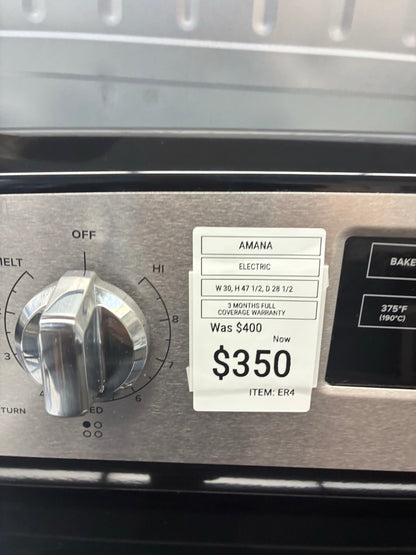 OFF
MELT
HI
8
3
4
6
TURN
ED
AMANA
ELECTRIC
W 30, H 47 1/2, D 28 1/2
3 MONTHS FULL
COVERAGE WARRANTY
Was $400
Now
$350
ITEM: ER4
BAKE
375°F
(190°C)